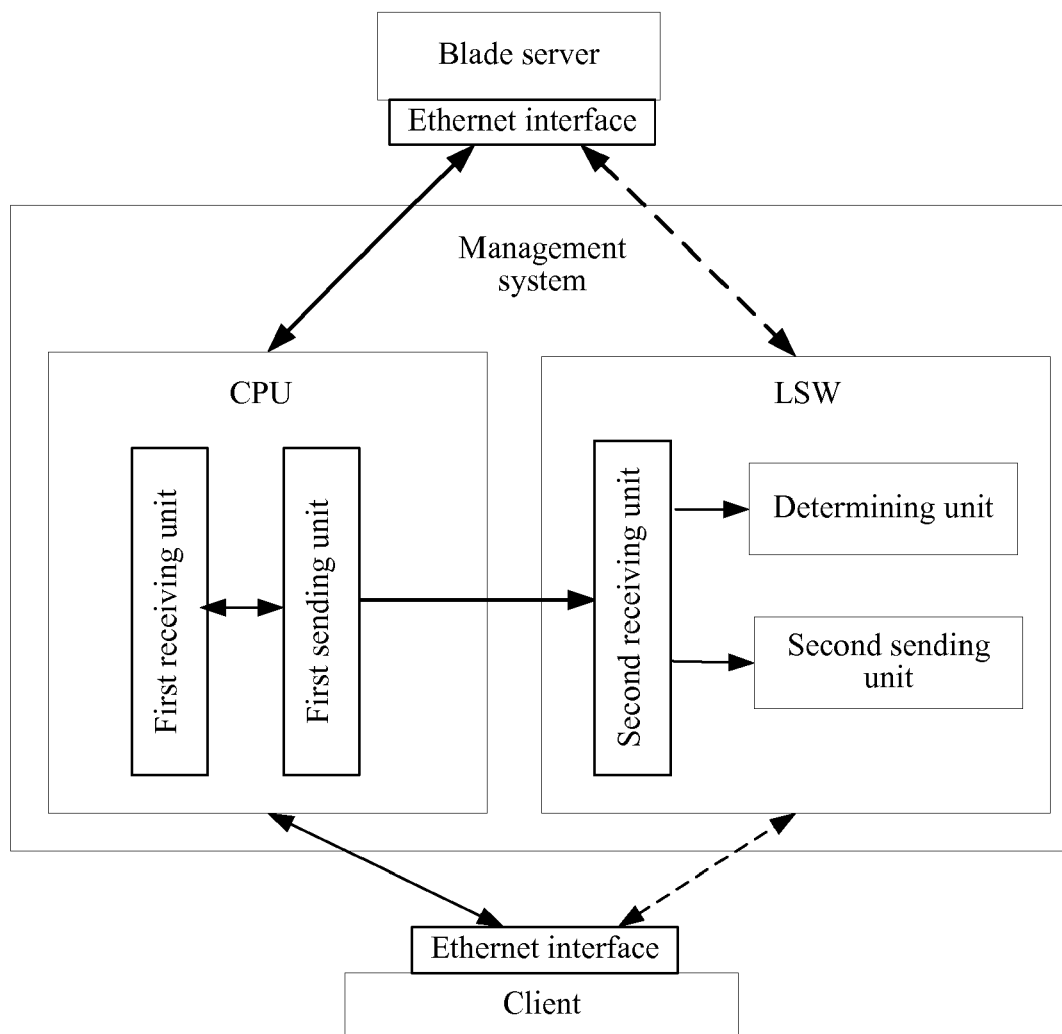 Blade server
Ethernet interface
Management
system
CPU
LSW
First receiving unit
First sending unit
Second receiving unit
Determining unit
Second sending
unit
Ethernet interface
Client